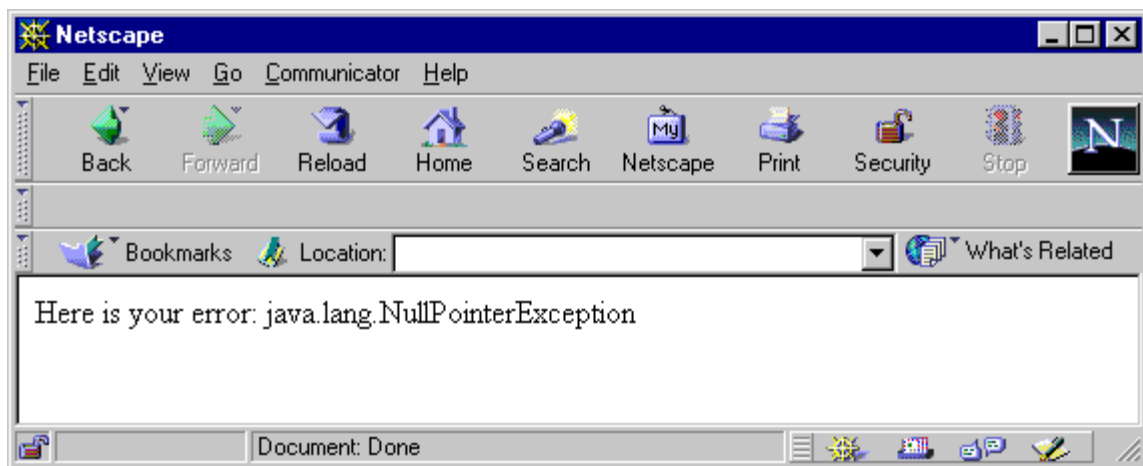 Netscape
File Edit View Go Communicator Help
Back Forward Reload Home Search My Netscape Print Security Stop N
Bookmarks Location: What's Related
Here is your error: java.lang.NullPointerException
Document: Done